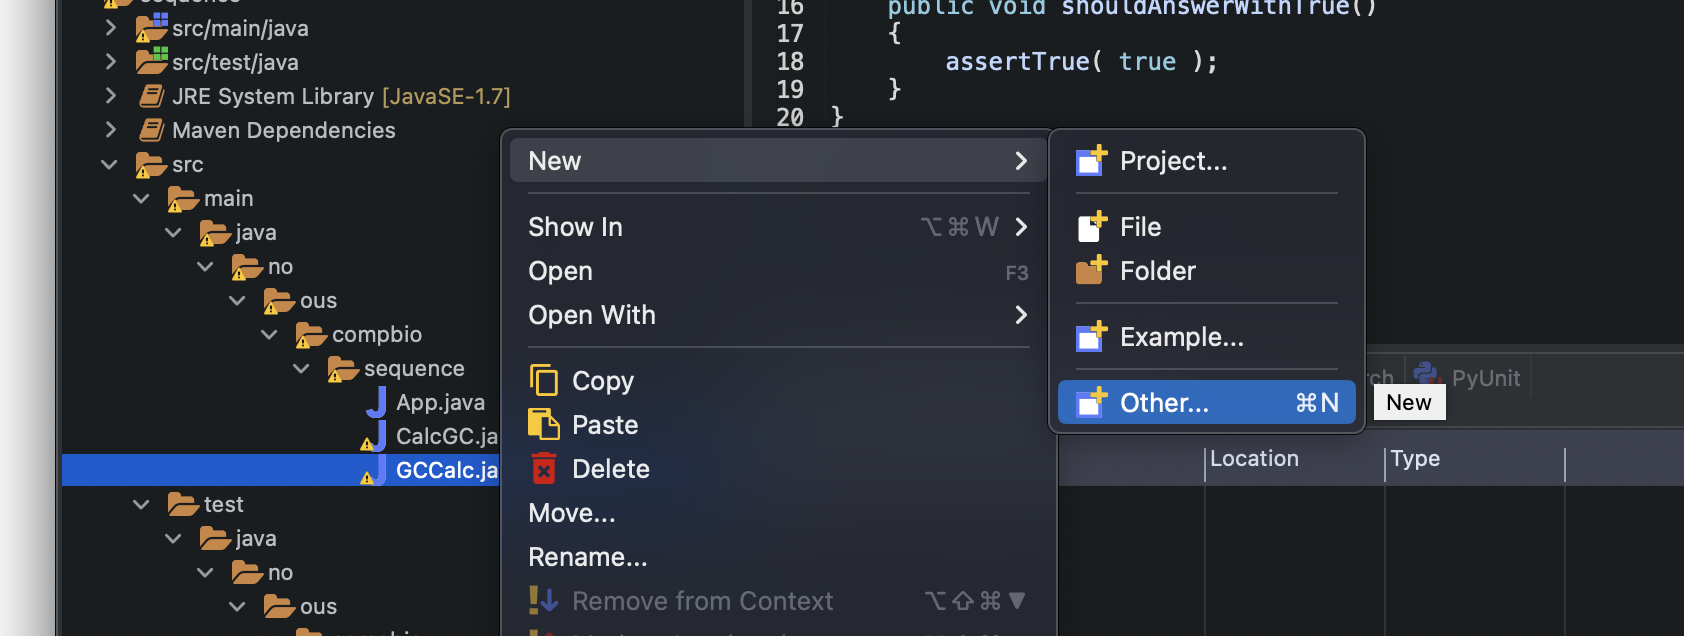 sequence
src/main/java
src/test/java
JRE System Library [JavaSE-1.7]
Maven Dependencies
src
main
java
no
ous
compbio
sequence
App.java
CalcGC.ja
GCCalc.ja
test
java
no
ous
16 public void shouldAnswerWithTrue()
17 {
18 assertTrue( true );
19 }
20 }
New
Show In ⌥⌘W
Open F3
Open With
Copy
Paste
Delete
Move...
Rename...
Remove from Context ⌥⇧⌘▼
Project...
File
Folder
Example...
Other... ⌘N
New
rch
PyUnit
Location
Type